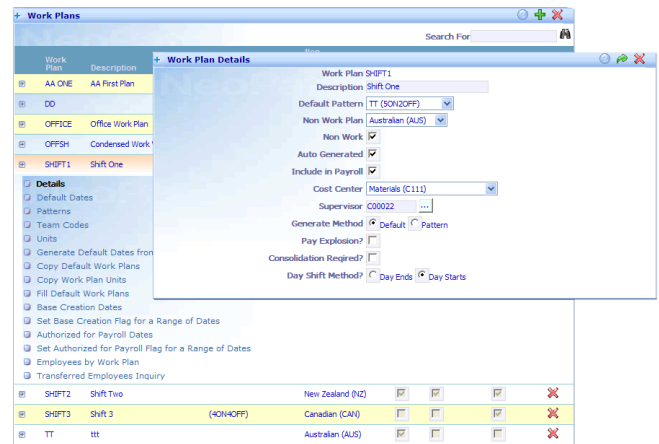 Work Plans
Search For
Work Plan Description Non
AA ONE AA First Plan
DD
OFFICE Office Work Plan
OFFSH Condensed Work
SHIFT1 Shift One
Work Plan Details
Work Plan SHIFT1
Description Shift One
Default Pattern TT (5ON2OFF)
Non Work Plan Australian (AUS)
Non Work
Auto Generated
Include in Payroll
Cost Center Materials (C111)
Supervisor C00022 ...
Generate Method Default Pattern
Pay Explosion?
Consolidation Reqired?
Day Shift Method? Day Ends Day Starts
Details
Default Dates
Patterns
Team Codes
Units
Generate Default Dates from
Copy Default Work Plans
Copy Work Plan Units
Fill Default Work Plans
Base Creation Dates
Set Base Creation Flag for a Range of Dates
Authorized for Payroll Dates
Set Authorized for Payroll Flag for a Range of Dates
Employees by Work Plan
Transferred Employees Inquiry
SHIFT2 Shift Two New Zealand (NZ)
SHIFT3 Shift 3 (4ON4OFF) Canadian (CAN)
TT ttt Australian (AUS)